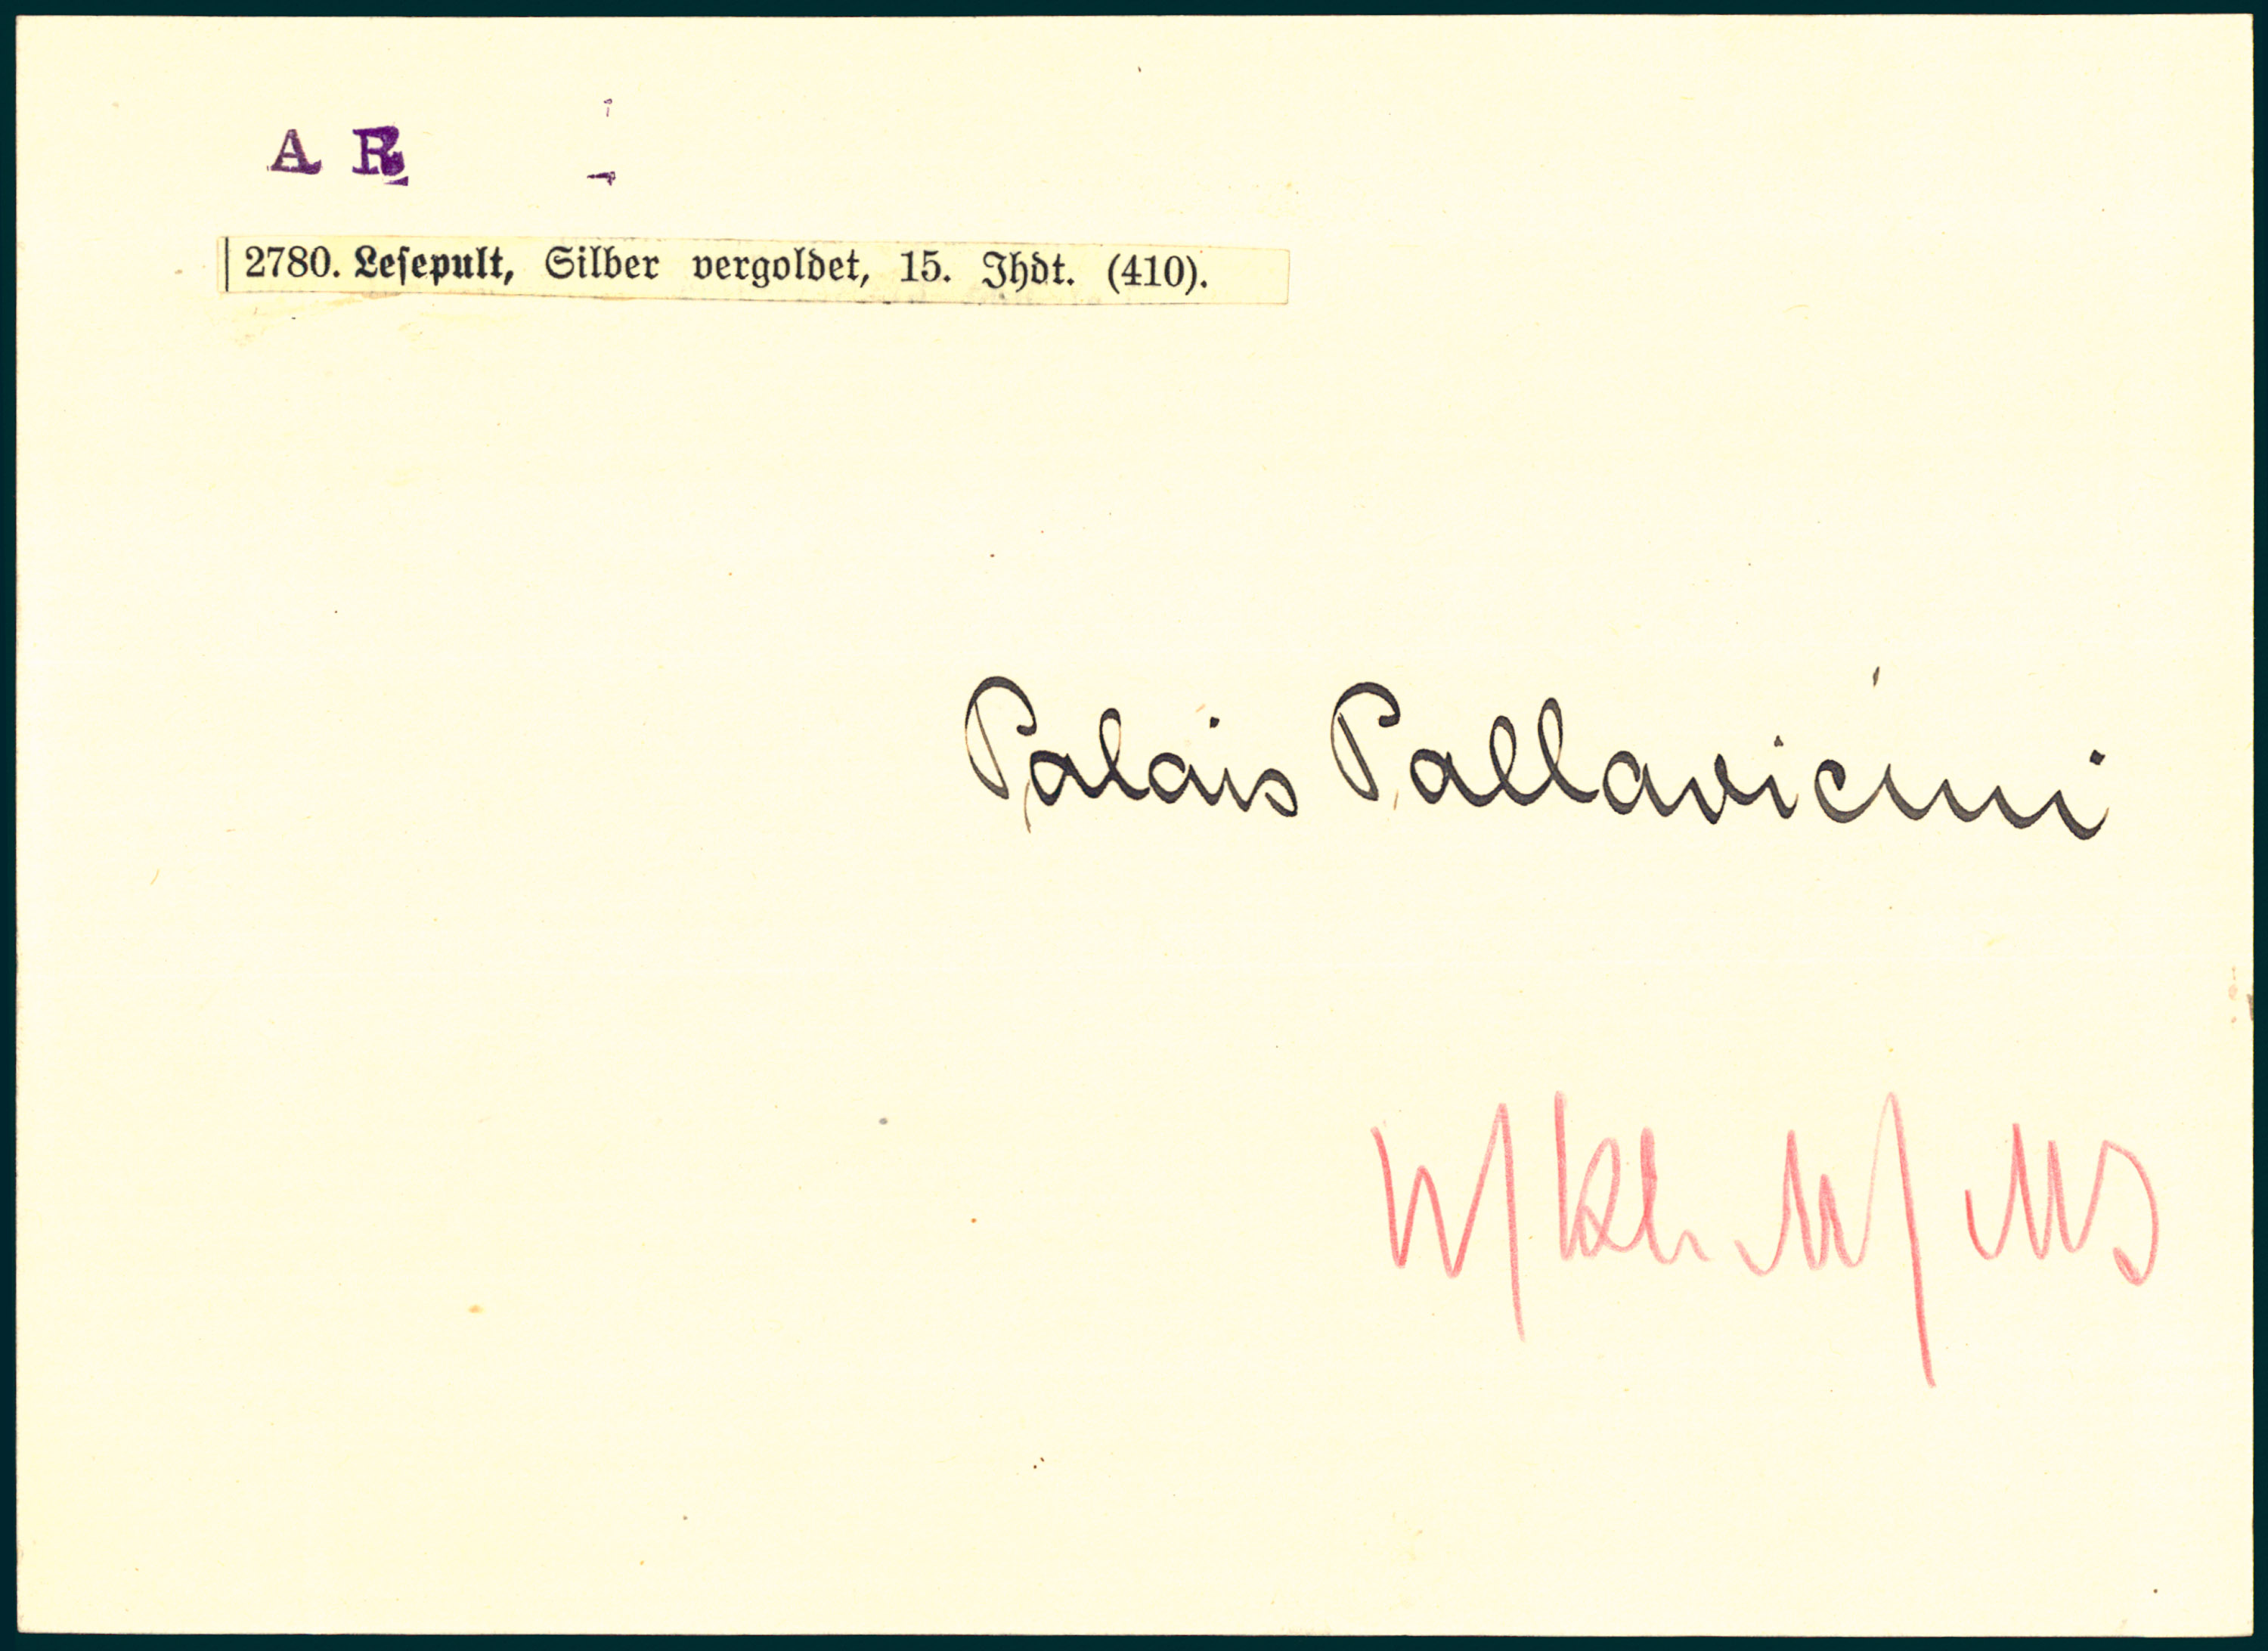 A R
2780. Leſepult, Silber vergoldet, 15. Jhdt. (410).
Palais Pallavicini